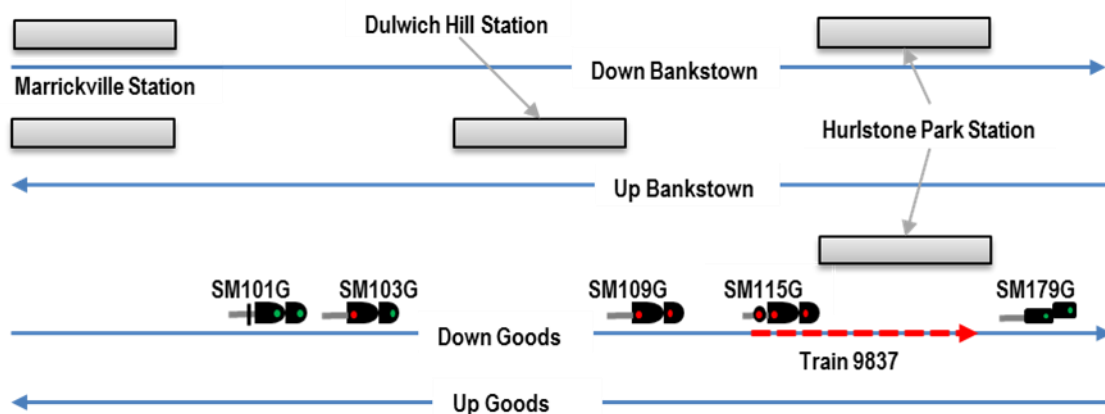 Dulwich Hill Station
Down Bankstown
Marrickville Station
Hurlstone Park Station
Up Bankstown
SM101G
SM103G
SM109G
SM115G
SM179G
Down Goods
Train 9837
Up Goods